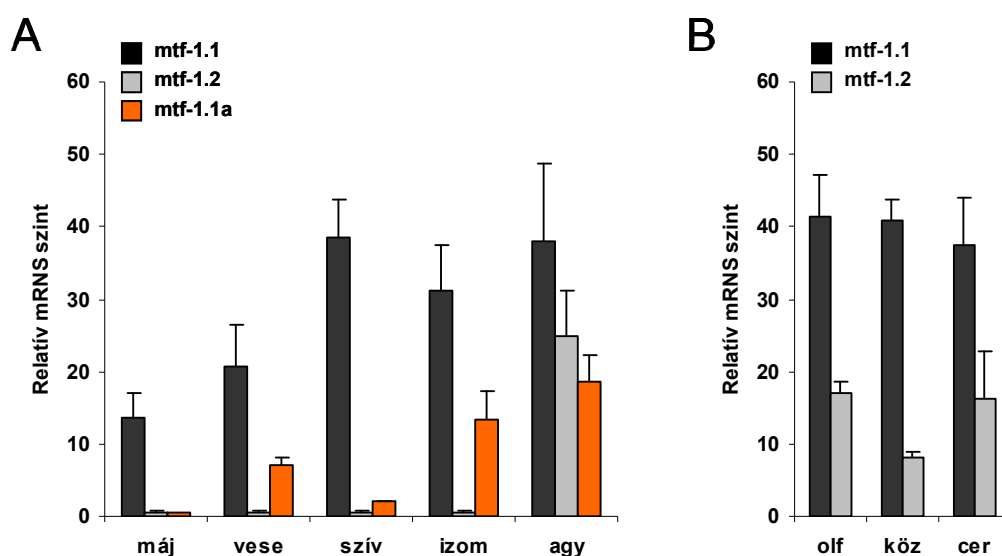 A
mtf-1.1
mtf-1.2
mtf-1.1a
60
50
40
30
20
10
0
Relatív mRNS szint
máj vese szív izom agy
B
mtf-1.1
mtf-1.2
60
50
40
30
20
10
0
Relatív mRNS szint
olf köz cer